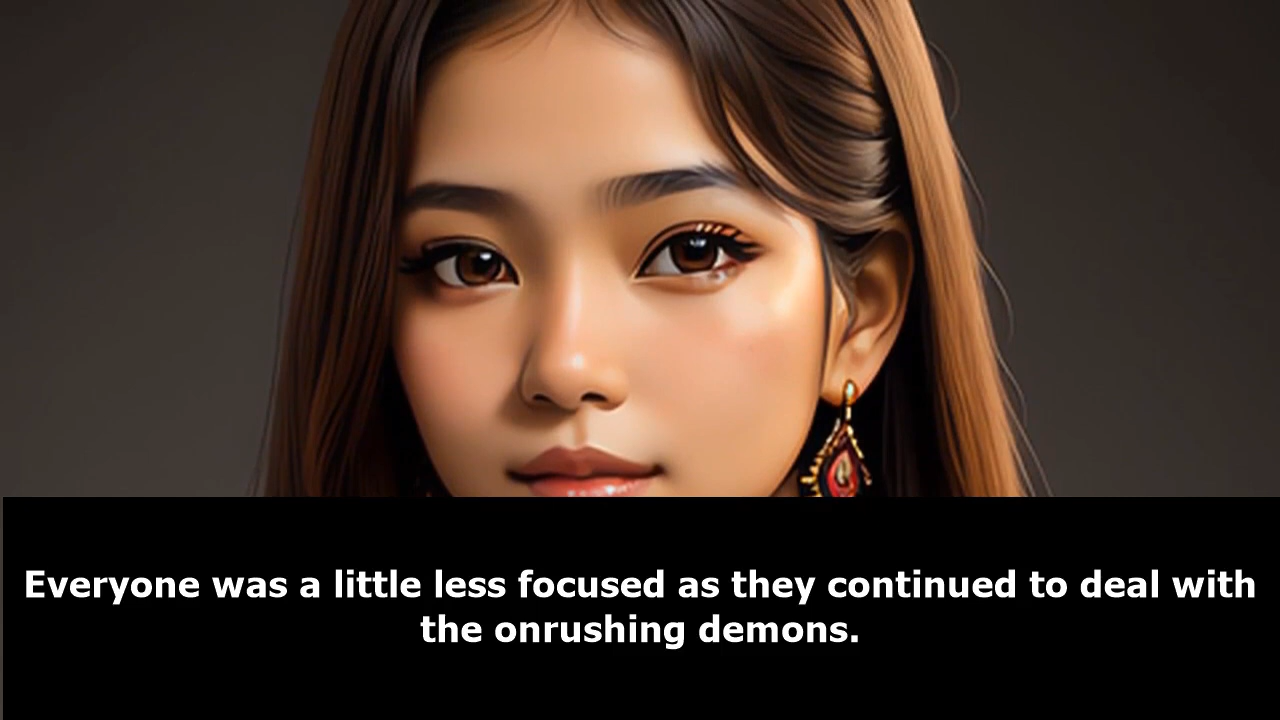 Everyone was a little less focused as they continued to deal with
the onrushing demons.